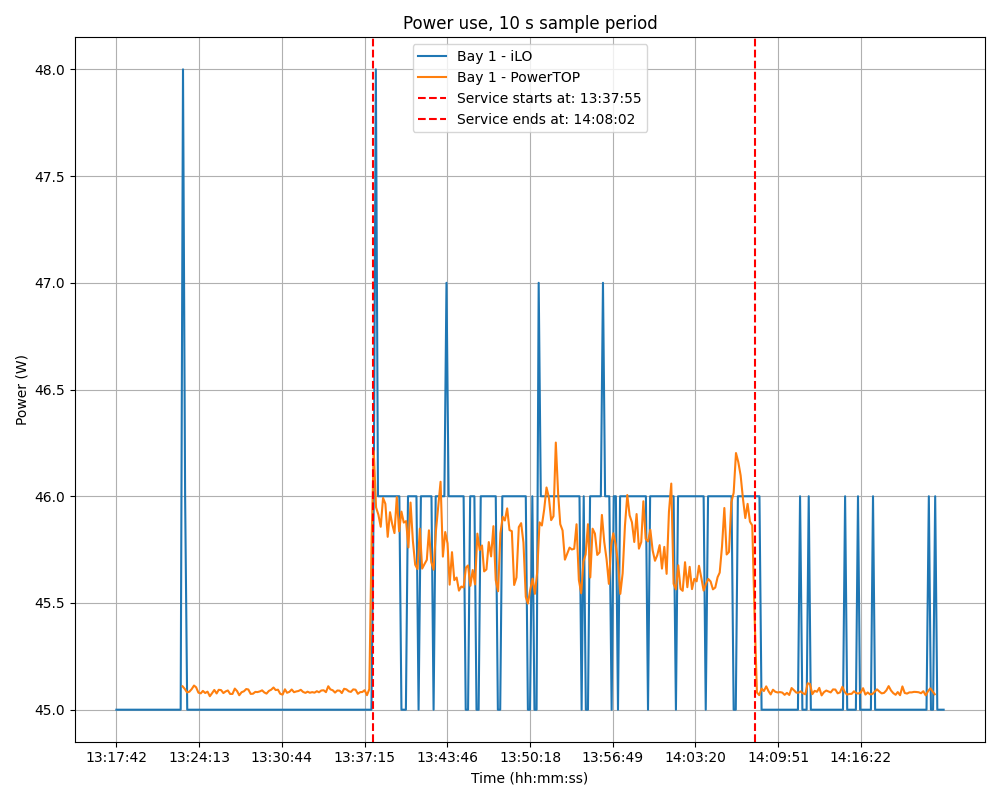 Power use, 10 s sample period
Bay 1 - iLO
Bay 1 - PowerTOP
Service starts at: 13:37:55
Service ends at: 14:08:02
48.0
47.5
47.0
46.5
46.0
45.5
45.0
Power (W)
13:17:42 13:24:13 13:30:44 13:37:15 13:43:46 13:50:18 13:56:49 14:03:20 14:09:51 14:16:22
Time (hh:mm:ss)